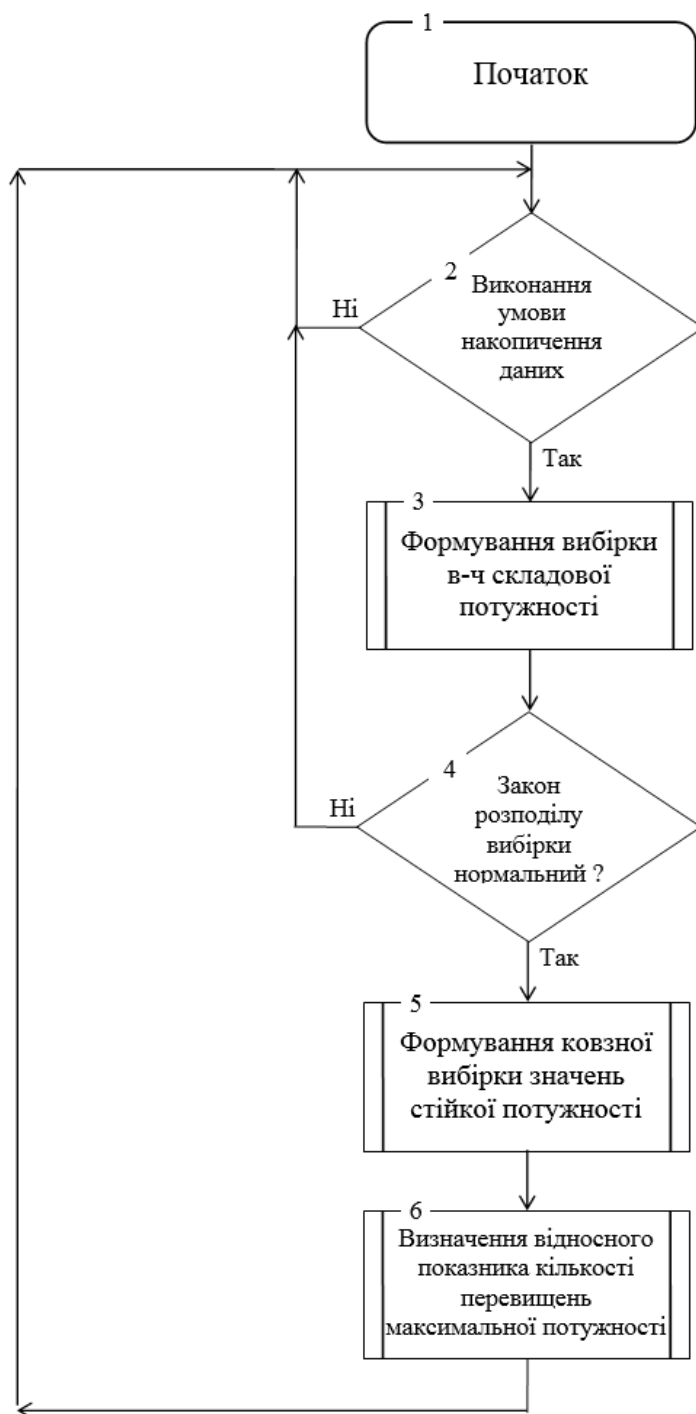 1
Початок
2
Виконання
умови
накопичення
даних
Ні
Так
3
Формування вибірки
в-ч складової
потужності
4
Закон
розподілу
вибірки
нормальний ?
Ні
Так
5
Формування ковзної
вибірки значень
стійкої потужності
6
Визначення відносного
показника кількості
перевищень
максимальної потужності